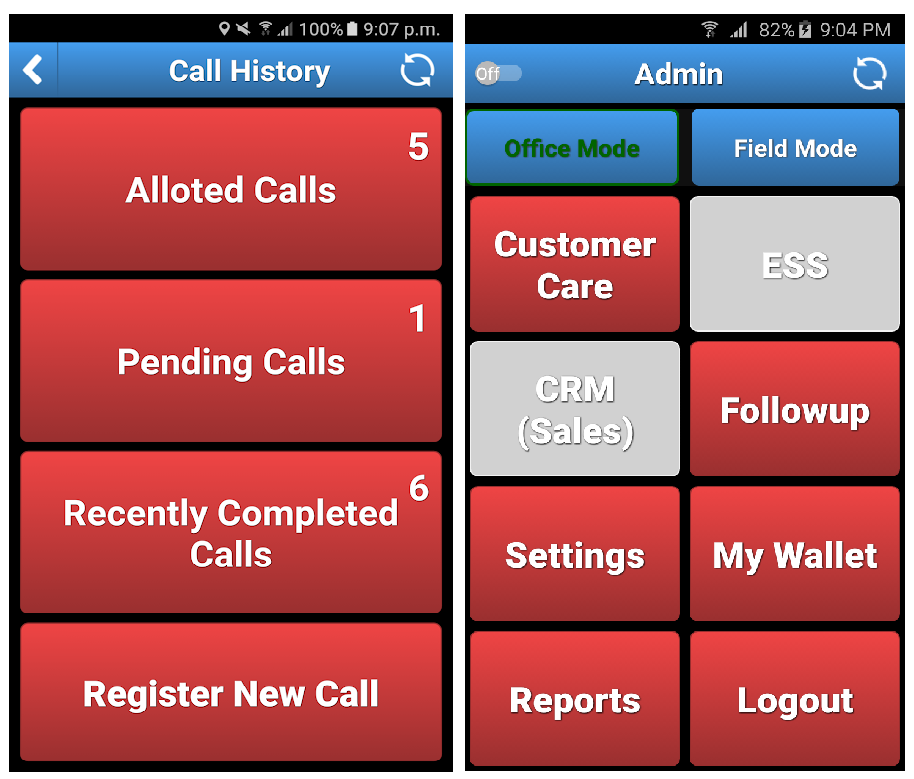 100% 9:07 p.m.
Call History
5
Alloted Calls
1
Pending Calls
6
Recently Completed
Calls
Register New Call
82% 9:04 PM
Off
Admin
Office Mode
Field Mode
Customer
Care
ESS
CRM
(Sales)
Followup
Settings
My Wallet
Reports
Logout